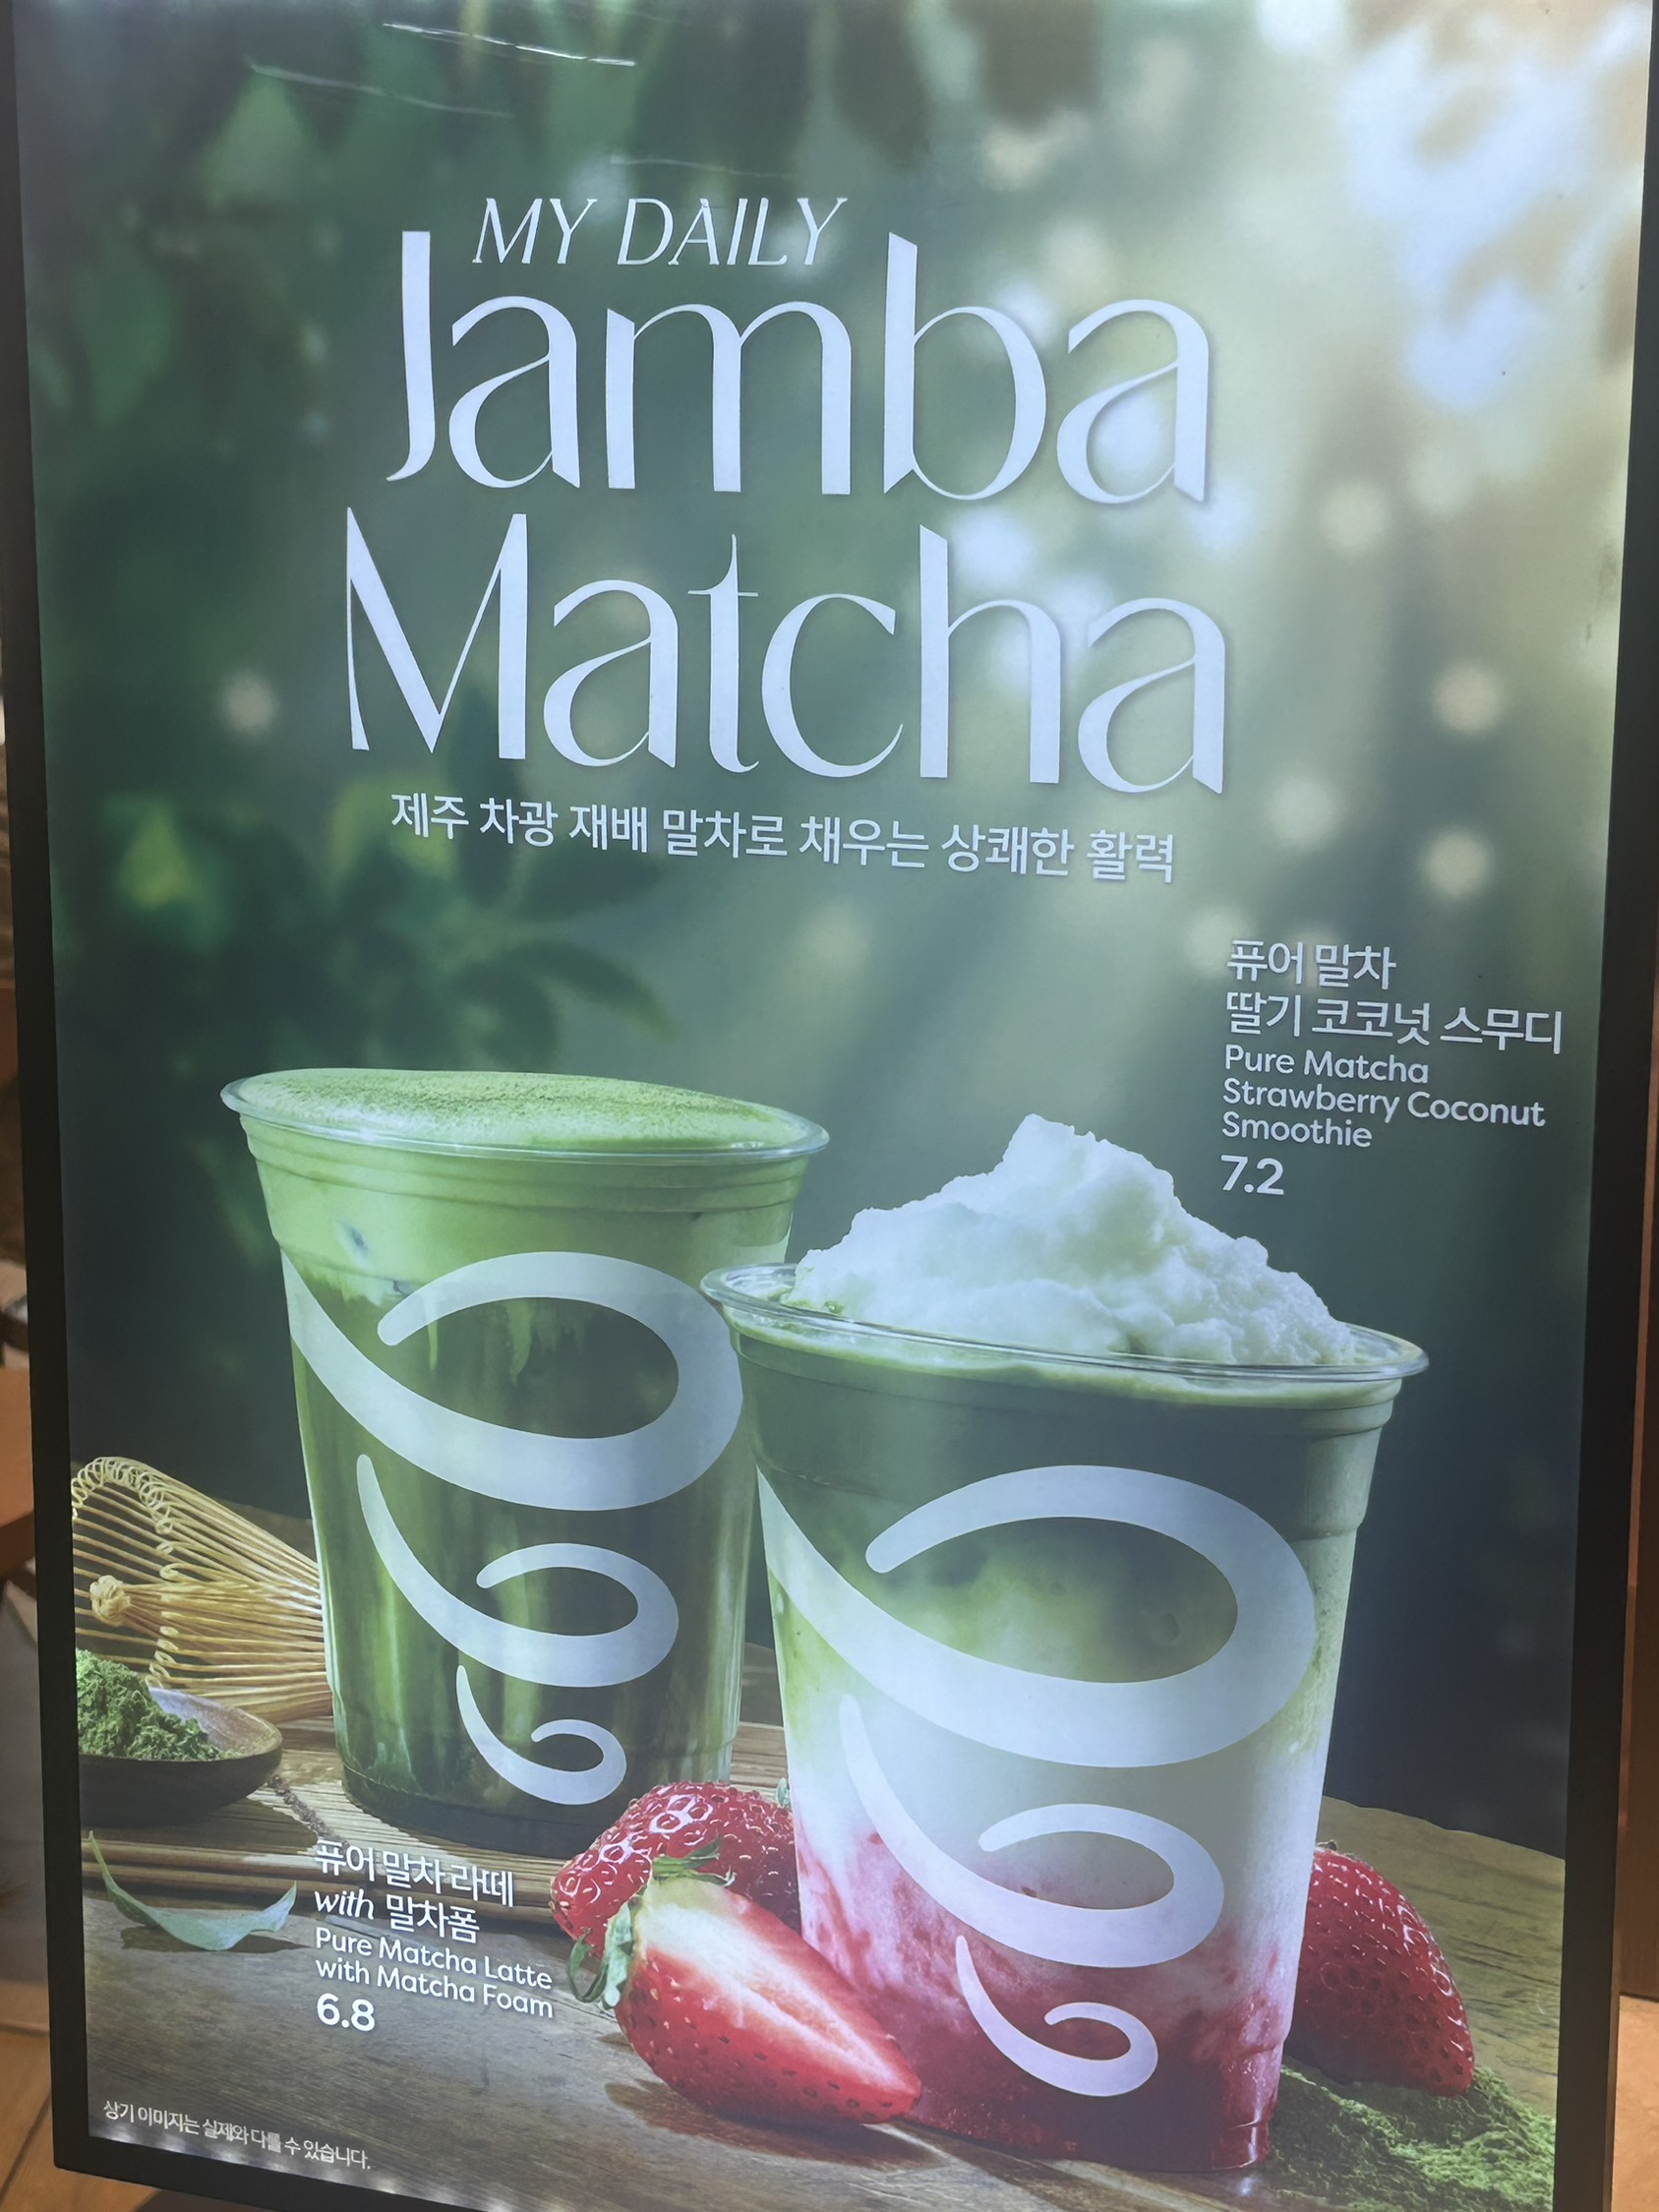 MY DAILY
Jamba
Matcha
제주 차광 재배 말차로 채우는 상쾌한 활력
퓨어 말차
딸기 코코넛 스무디
Pure Matcha
Strawberry Coconut
Smoothie
7.2
퓨어 말차 라떼
with 말차폼
Pure Matcha Latte
with Matcha Foam
6.8
상기 이미지는 실제와 다를 수 있습니다.